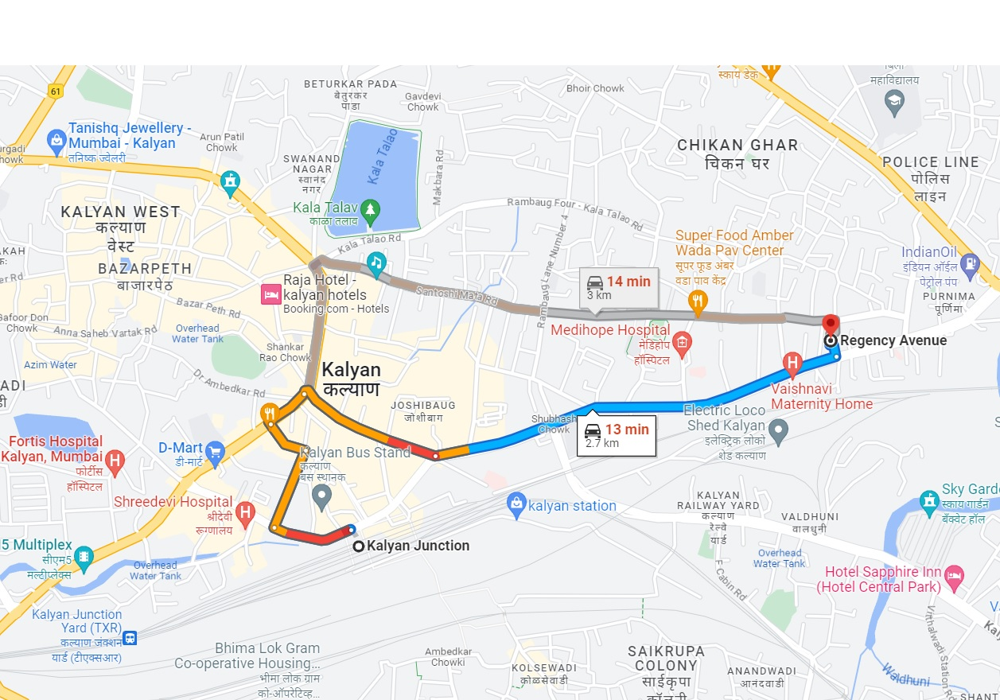 61
BETURKAR PADA
बेतुरकर
पाडा
Gavdevi
Chowk
Bhoir Chowk
स्काय डेक
महाविद्यालय
Tanishq Jewellery -
Mumbai - Kalyan
तनिष्क ज्वेलरी
Arun Patil
Chowk
SWANAND
NAGAR
स्वानंद
नगर
Kala Talao
Makbara Rd
CHIKAN GHAR
चिकन घर
POLICE LINE
पोलिस
लाइन
KALYAN WEST
कल्याण
वेस्ट
Kala Talav
काळा तलाव
Kala Talao Rd
Rambaug Four - Kala Talao Rd
Rambaug Lane Number 4
BAZARPETH
बाजारपेठ
Super Food Amber
Wada Pav Center
सूपर फूड अंबर
वडा पाव केंद्र
IndianOil
इंडियन ऑईल
पेट्रोल पंप
PURNIMA
पूर्णिमा
Raja Hotel -
kalyan hotels
Booking.com - Hotels
Santoshi Mata Rd
14 min
3 km
Bazar Peth Rd
Anna Saheb Vartak Rd
Overhead
Water Tank
Azim Water
Shankar
Rao Chowk
Medihope Hospital
मेडिहोप
हॉस्पिटल
Regency Avenue
Kalyan
कल्याण
Dr Ambedkar Rd
Vaishnavi
Maternity Home
JOSHIBAUG
जोशीबाग
Subhash
Chowk
13 min
2.7 km
Electric Loco
Shed Kalyan
इलेक्ट्रिक लोको
शेड कल्याण
Fortis Hospital
Kalyan, Mumbai
फोर्टीस
हॉस्पिटल
D-Mart
डी-मार्ट
Kalyan Bus Stand
कल्याण
बस स्थानक
Shreedevi Hospital
श्रीदेवी
रूग्णालय
kalyan station
KALYAN
RAILWAY YARD
कल्याण
रेल्वे
यार्ड
VALDHUNI
वालधुनी
स्काय गार्डन
बँक्वेट हॉल
Multiplex
सीएम5
मल्टीप्लेक्स
Kalyan Junction
Overhead
Water Tank
Overhead
Water Tank
F Cabin Rd
Hotel Sapphire Inn
(Hotel Central Park)
Kalyan Junction
Yard (TXR)
कल्याण जंक्शन
यार्ड (टीएक्सआर)
Vitthalwadi Station Rd
Bhima Lok Gram
Co-operative Housing...
भीमा लोक ग्राम
को-ऑपरेटिव्ह...
Ambedkar
Chowki
KOLSEWADI
कोळसेवाडी
SAIKRUPA
COLONY
साईकृपा
ANANDWADI
आनंदवाडी
Waldhuni